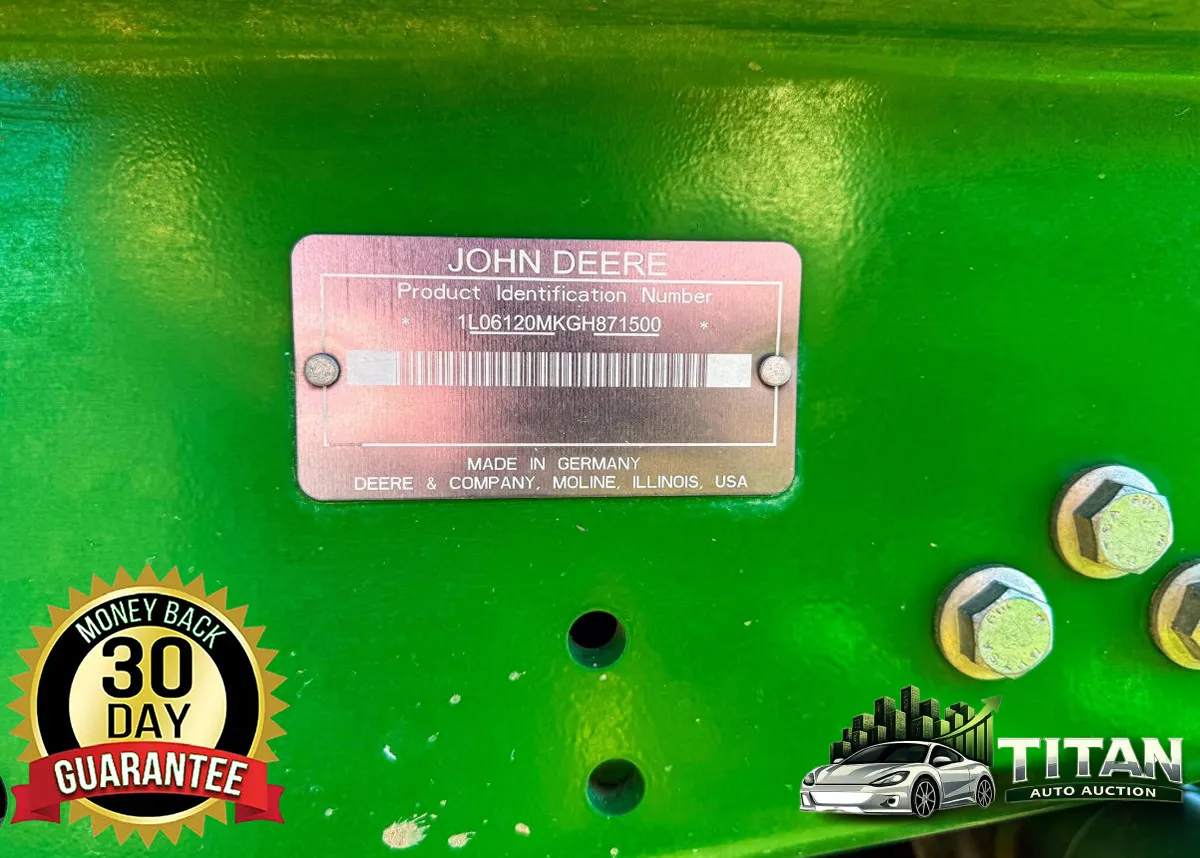 JOHN DEERE
Product Identification Number
* 1L06120MKGH871500 *
MADE IN GERMANY
DEERE & COMPANY, MOLINE, ILLINOIS, USA
MONEY BACK
30
DAY
GUARANTEE
TITAN
AUTO AUCTION